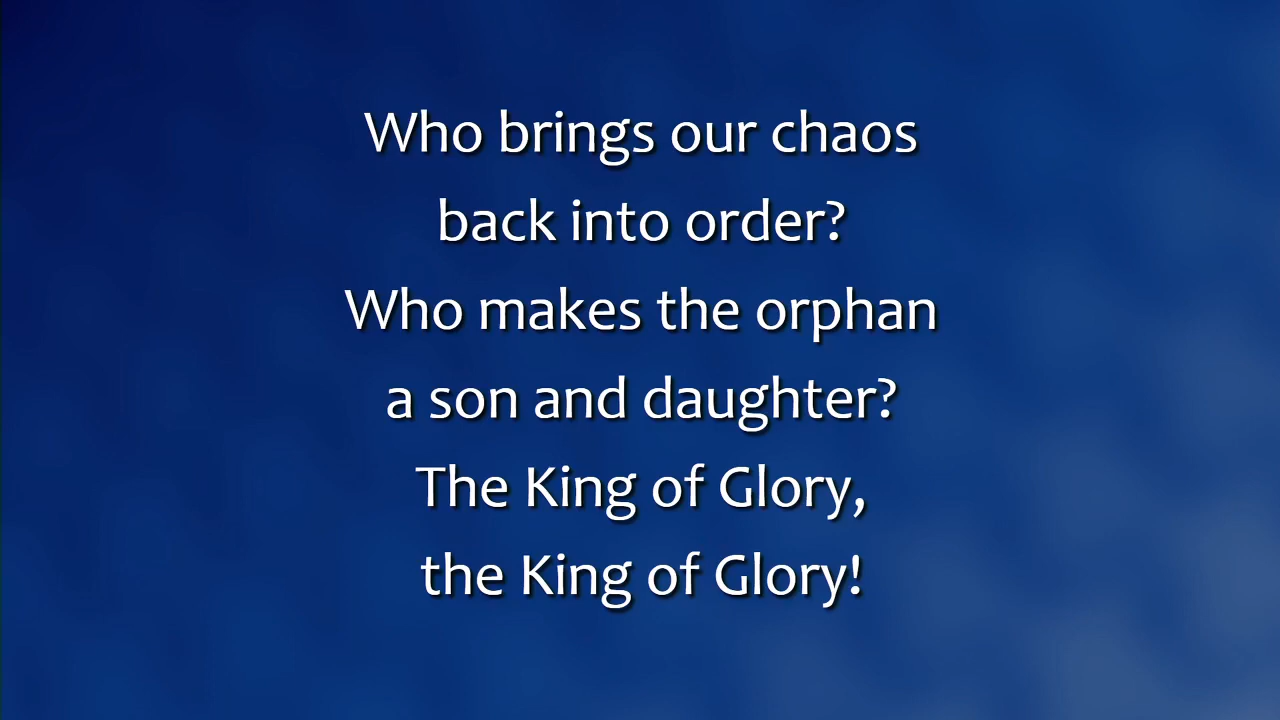 Who brings our chaos
back into order?
Who makes the orphan
a son and daughter?
The King of Glory,
the King of Glory!